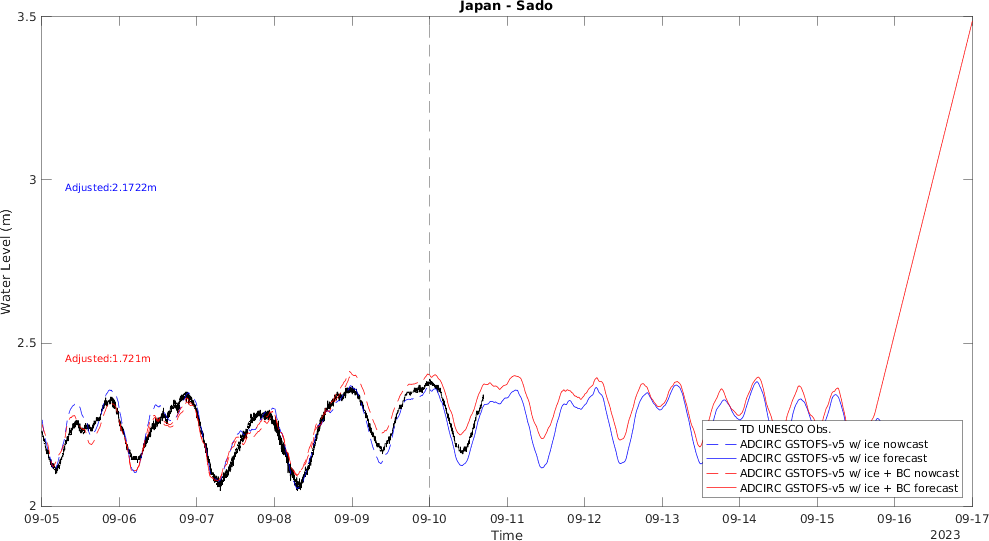 Japan - Sado
3.5
3
2.5
2
Water Level (m)
Adjusted:2.1722m
Adjusted:1.721m
TD UNESCO Obs.
ADCIRC GSTOFS-v5 w/ ice nowcast
ADCIRC GSTOFS-v5 w/ ice forecast
ADCIRC GSTOFS-v5 w/ ice + BC nowcast
ADCIRC GSTOFS-v5 w/ ice + BC forecast
09-05 09-06 09-07 09-08 09-09 09-10 09-11 09-12 09-13 09-14 09-15 09-16 09-17
Time
2023